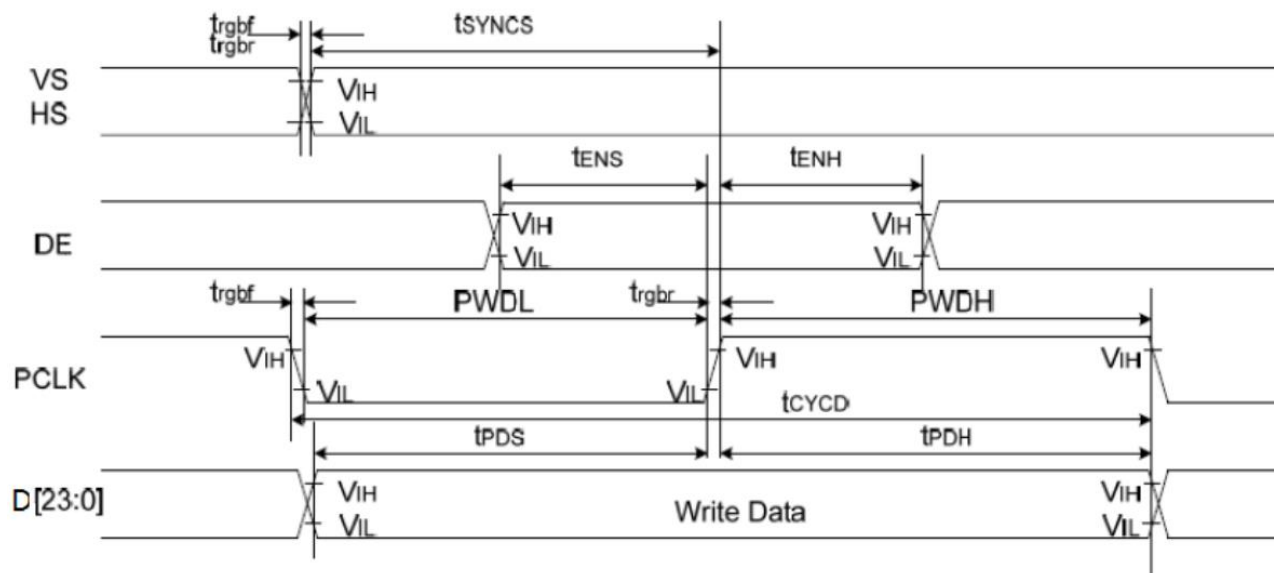 trgbf
trgbr
tSYNCS
VS
HS
VIH
VIL
tENS
tENH
DE
VIH
VIL
VIH
VIL
trgbf
PWDL
trgbr
PWDH
PCLK
VIH
VIL
VIL
VIH
VIH
tCYCD
tPDS
tPDH
D[23:0]
VIH
VIL
Write Data
VIH
VIL